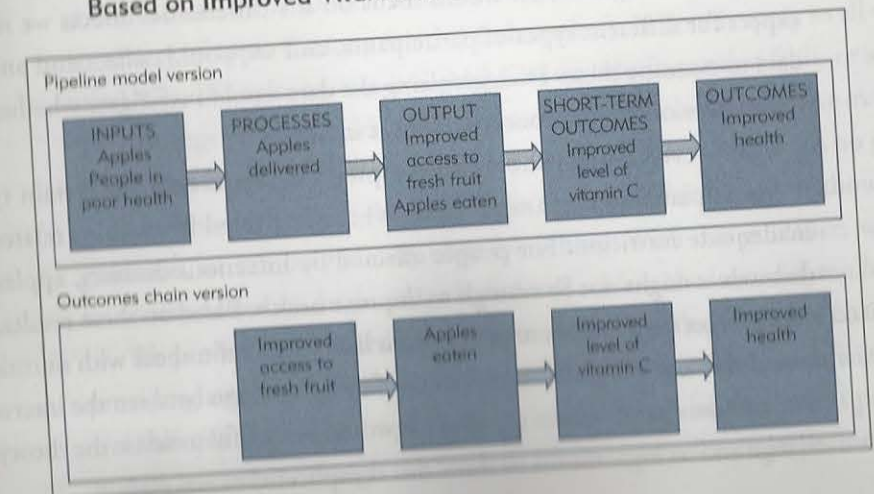 Based on Improved
Pipeline model version
INPUTS
Apples
People in
poor health
PROCESSES
Apples
delivered
OUTPUT
Improved
access to
fresh fruit
Apples eaten
SHORT-TERM
OUTCOMES
Improved
level of
vitamin C
OUTCOMES
Improved
health
Outcomes chain version
Improved
access to
fresh fruit
Apples
eaten
Improved
level of
vitamin C
Improved
health